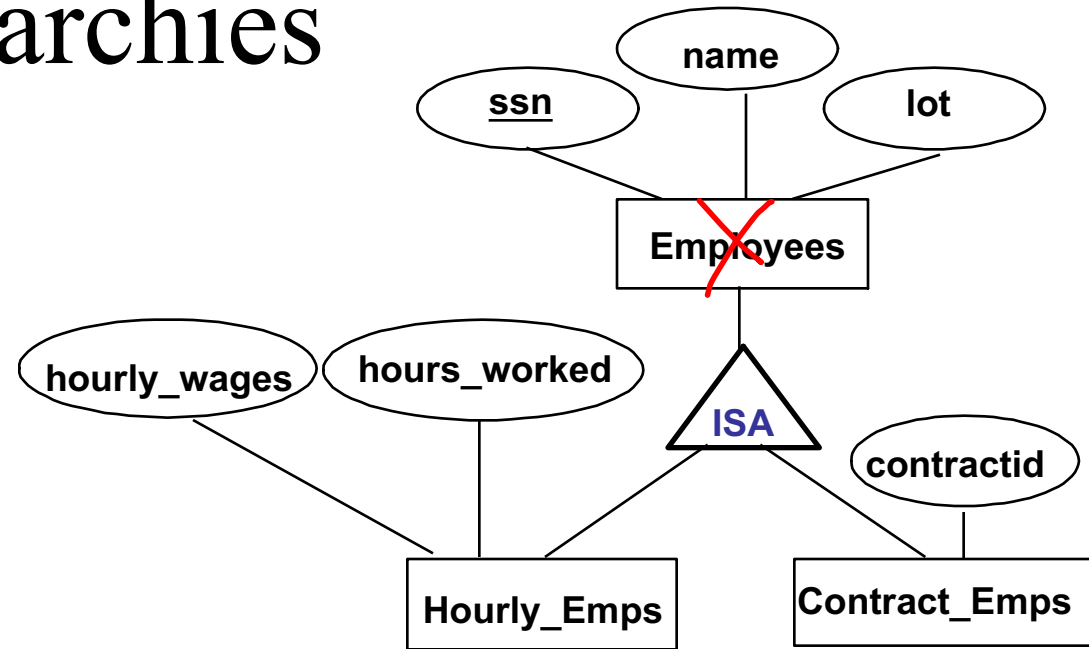 archies
name
ssn
lot
Employees
hourly_wages
hours_worked
ISA
contractid
Hourly_Emps
Contract_Emps